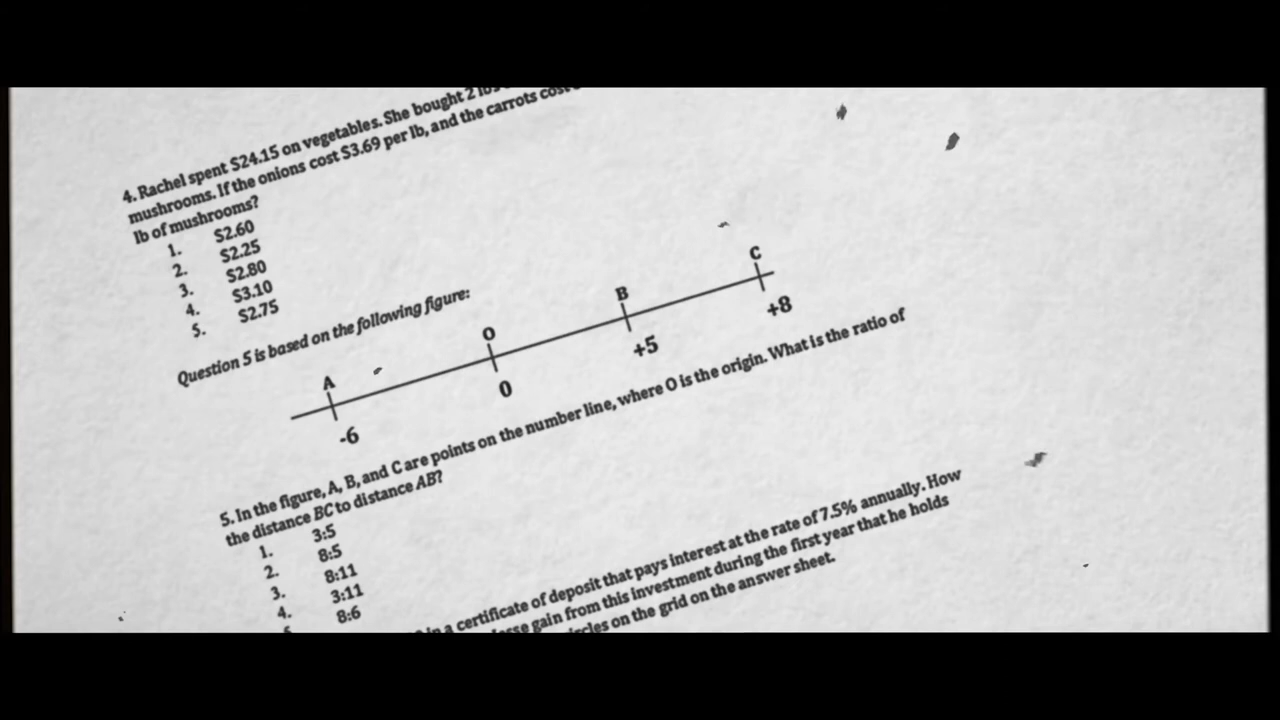 4. Rachel spent $24.15 on vegetables. She bought 2 lbs
mushrooms. If the onions cost $3.69 per lb, and the carrots cost
lb of mushrooms?
1. $2.60
2. $2.25
3. $2.80
4. $3.10
5. $2.75
Question 5 is based on the following figure:
A O B C
-6 0 +5 +8
5. In the figure, A, B, and C are points on the number line, where O is the origin. What is the ratio of
the distance BC to distance AB?
1. 3:5
2. 8:5
3. 8:11
4. 3:11
8:6
in a certificate of deposit that pays interest at the rate of 7.5% annually. How
gain from this investment during the first year that he holds
on the grid on the answer sheet.